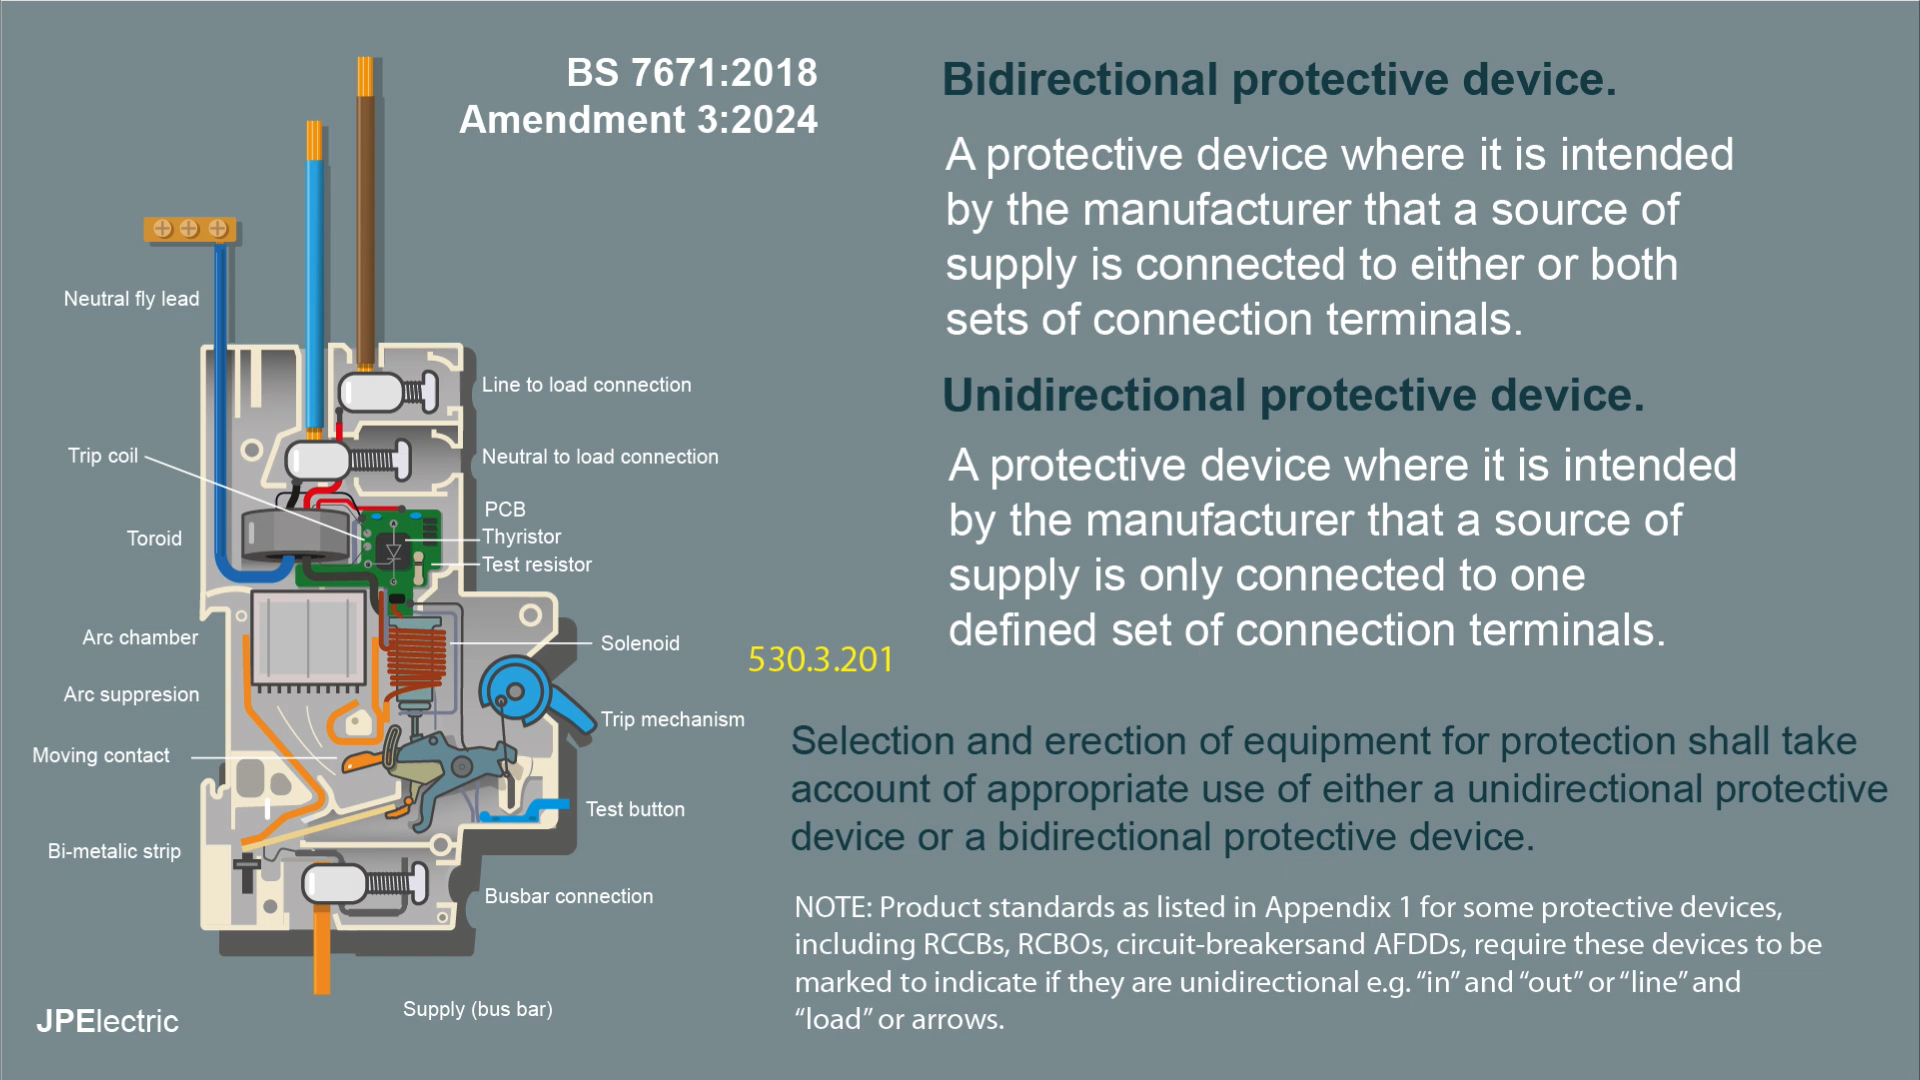 BS 7671:2018
Amendment 3:2024
Neutral fly lead
Line to load connection
Trip coil
Neutral to load connection
PCB
Toroid
Thyristor
Test resistor
Arc chamber
Solenoid
Arc suppresion
Trip mechanism
Moving contact
Test button
Bi-metalic strip
Busbar connection
Supply (bus bar)
JPElectric
Bidirectional protective device.
A protective device where it is intended
by the manufacturer that a source of
supply is connected to either or both
sets of connection terminals.
Unidirectional protective device.
A protective device where it is intended
by the manufacturer that a source of
supply is only connected to one
defined set of connection terminals.
530.3.201
Selection and erection of equipment for protection shall take
account of appropriate use of either a unidirectional protective
device or a bidirectional protective device.
NOTE: Product standards as listed in Appendix 1 for some protective devices,
including RCCBs, RCBOs, circuit-breakersand AFDDs, require these devices to be
marked to indicate if they are unidirectional e.g. “in” and “out” or “line” and
“load” or arrows.